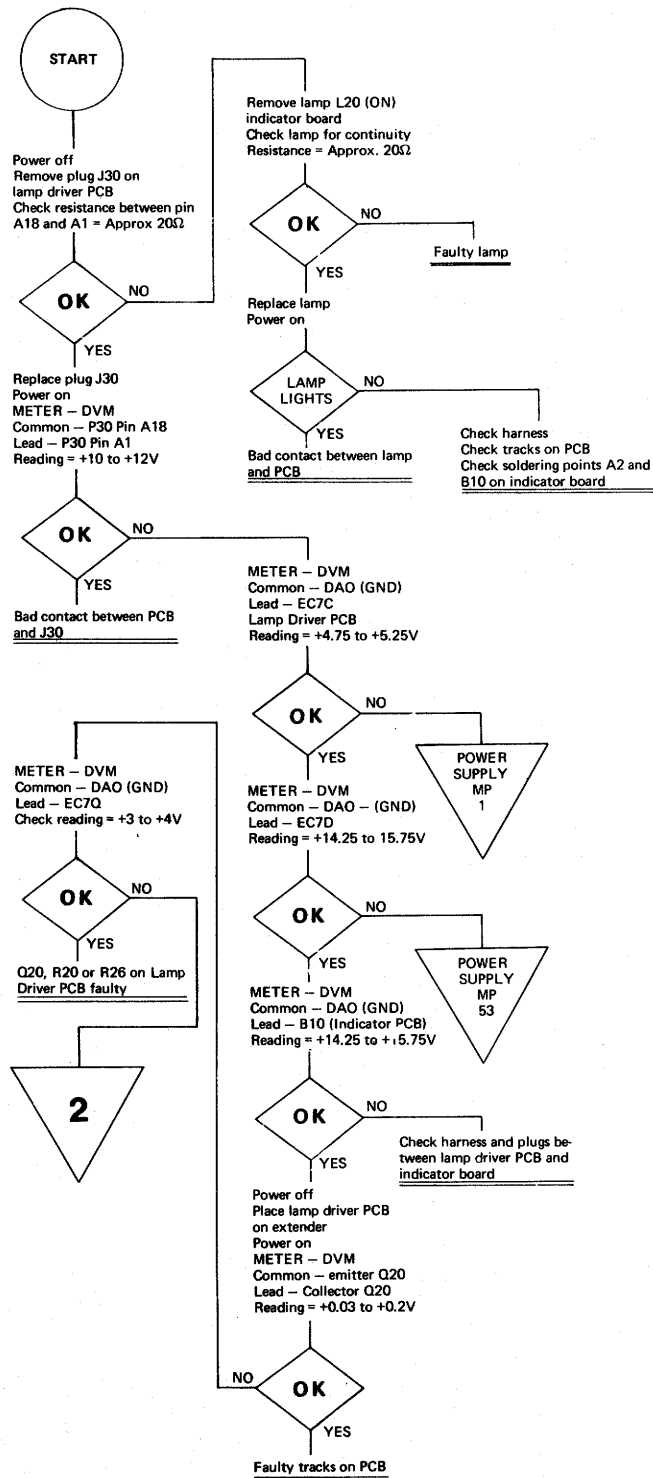 START
Power off
Remove plug J30 on
lamp driver PCB
Check resistance between pin
A18 and A1 = Approx 20Ω
OK
NO
YES
Remove lamp L20 (ON)
indicator board
Check lamp for continuity
Resistance = Approx. 20Ω
OK
NO
Faulty lamp
YES
Replace lamp
Power on
LAMP
LIGHTS
NO
YES
Bad contact between lamp
and PCB
Check harness
Check tracks on PCB
Check soldering points A2 and
B10 on indicator board
Replace plug J30
Power on
METER – DVM
Common – P30 Pin A18
Lead – P30 Pin A1
Reading = +10 to +12V
OK
NO
YES
Bad contact between PCB
and J30
METER – DVM
Common – DAO (GND)
Lead – EC7C
Lamp Driver PCB
Reading = +4.75 to +5.25V
OK
NO
YES
POWER
SUPPLY
MP
1
METER – DVM
Common – DAO – (GND)
Lead – EC7D
Reading = +14.25 to 15.75V
OK
NO
YES
POWER
SUPPLY
MP
53
METER – DVM
Common – DAO (GND)
Lead – B10 (Indicator PCB)
Reading = +14.25 to +15.75V
OK
NO
YES
Check harness and plugs be-
tween lamp driver PCB and
indicator board
Power off
Place lamp driver PCB
on extender
Power on
METER – DVM
Common – emitter Q20
Lead – Collector Q20
Reading = +0.03 to +0.2V
NO
OK
YES
Faulty tracks on PCB
METER – DVM
Common – DAO (GND)
Lead – EC7Q
Check reading = +3 to +4V
OK
NO
YES
Q20, R20 or R26 on Lamp
Driver PCB faulty
2